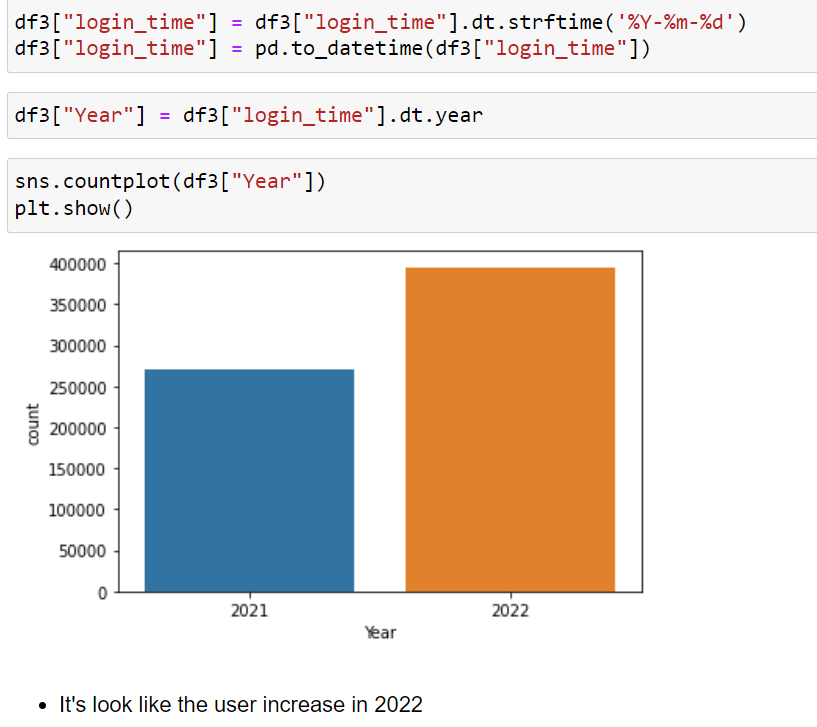 df3["login_time"] = df3["login_time"].dt.strftime('%Y-%m-%d')
df3["login_time"] = pd.to_datetime(df3["login_time"])
df3["Year"] = df3["login_time"].dt.year
sns.countplot(df3["Year"])
plt.show()
400000
350000
300000
250000
200000
150000
100000
50000
0
count
2021 2022
Year
• It's look like the user increase in 2022